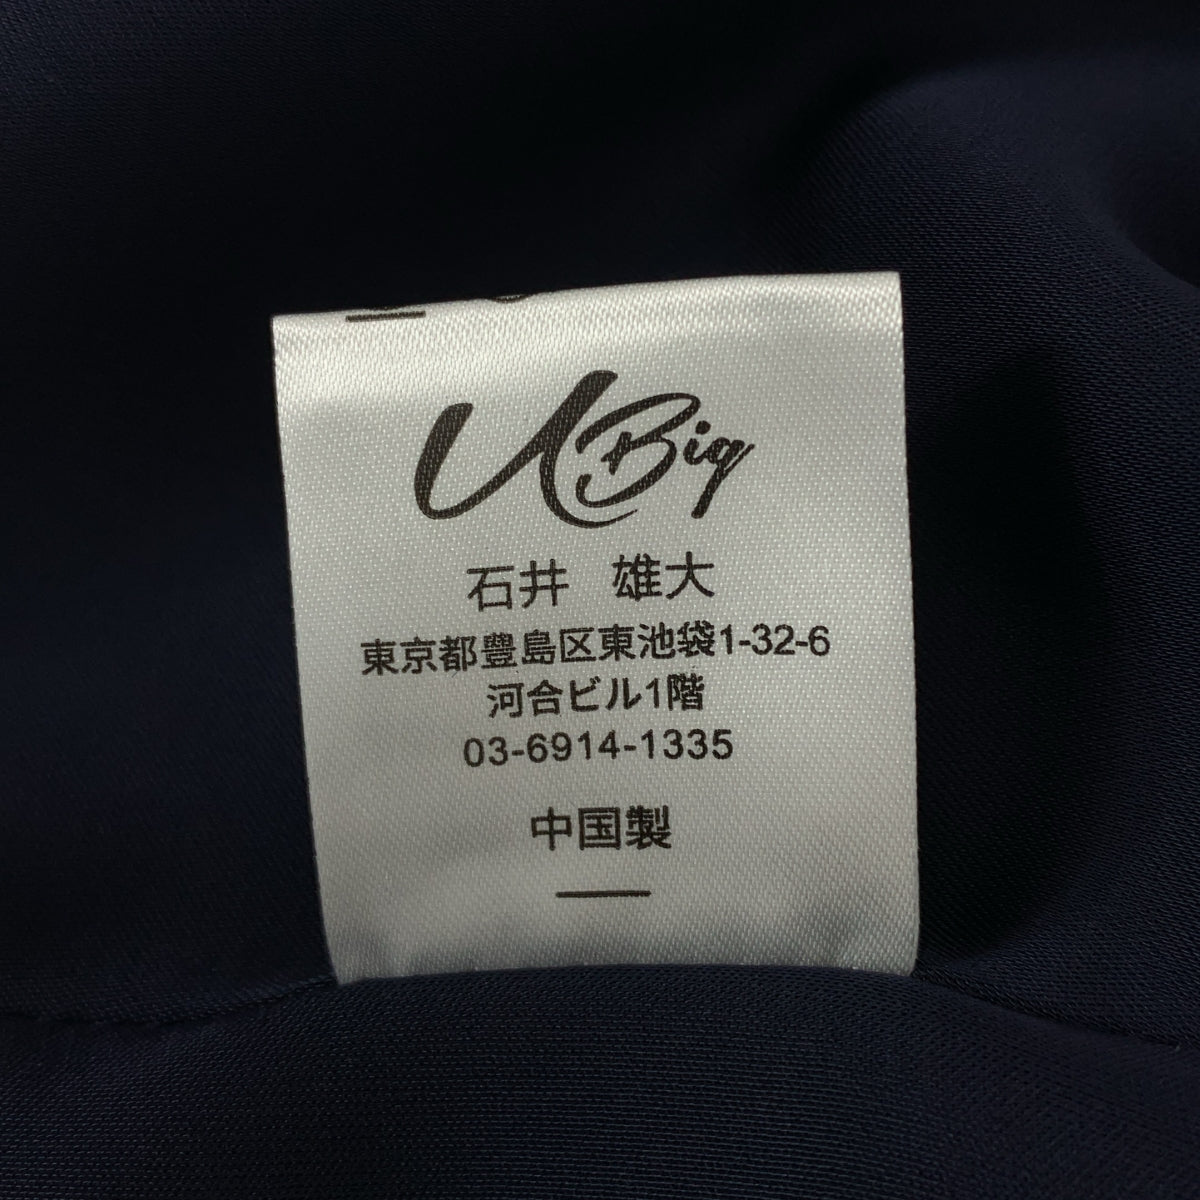 UBig
石井　雄大
東京都豊島区東池袋1-32-6
河合ビル1階
03-6914-1335
中国製